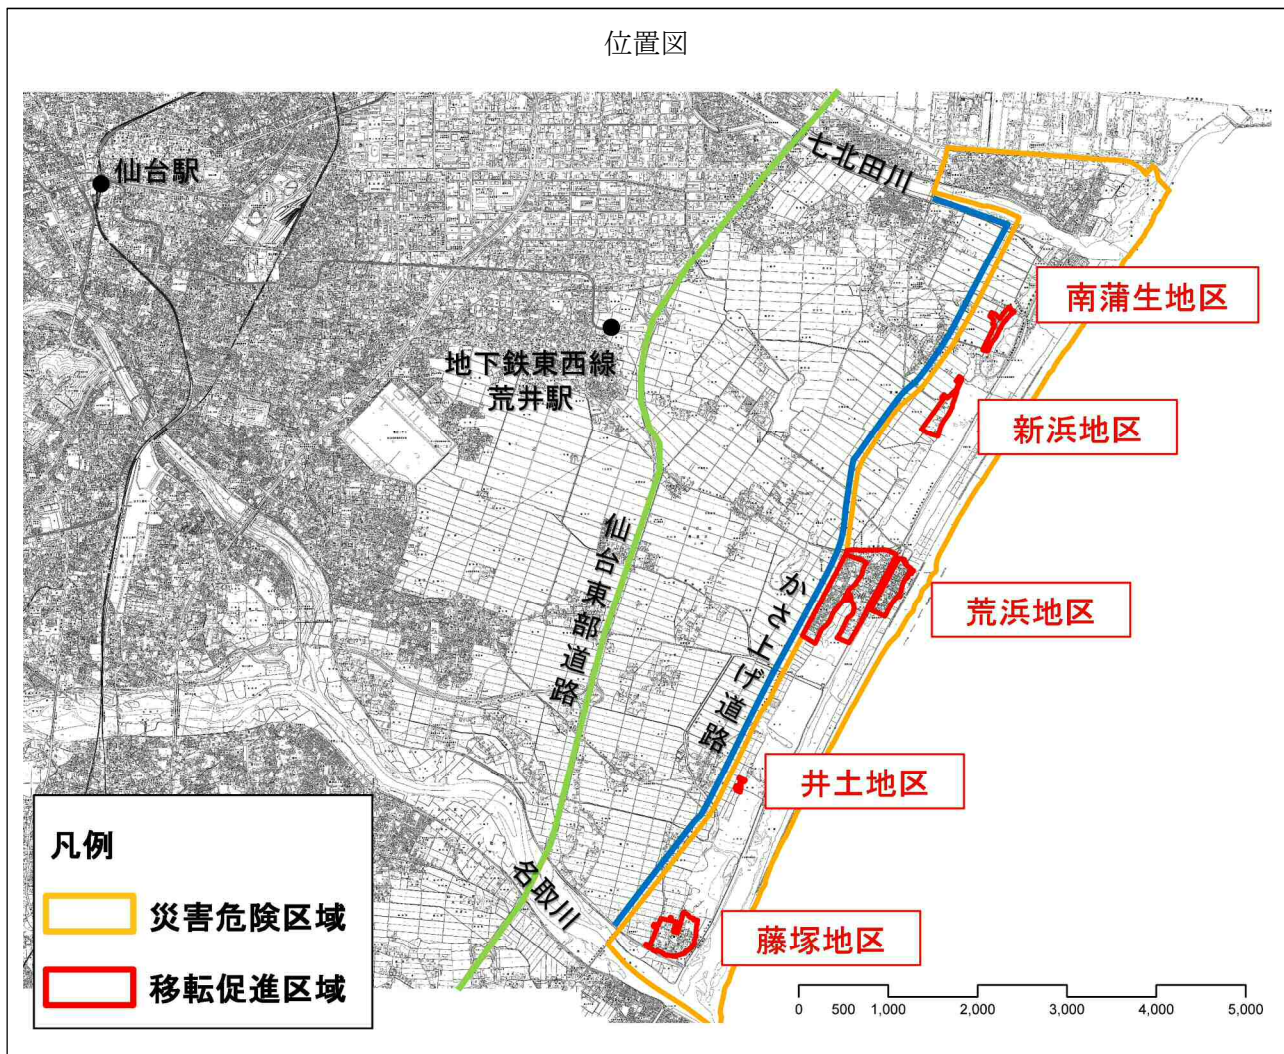 位置図
仙台駅
七北田川
南蒲生地区
地下鉄東西線
荒井駅
新浜地区
仙台東部道路
かさ上げ道路
荒浜地区
井土地区
凡例
災害危険区域
移転促進区域
名取川
藤塚地区
0 500 1,000 2,000 3,000 4,000 5,000